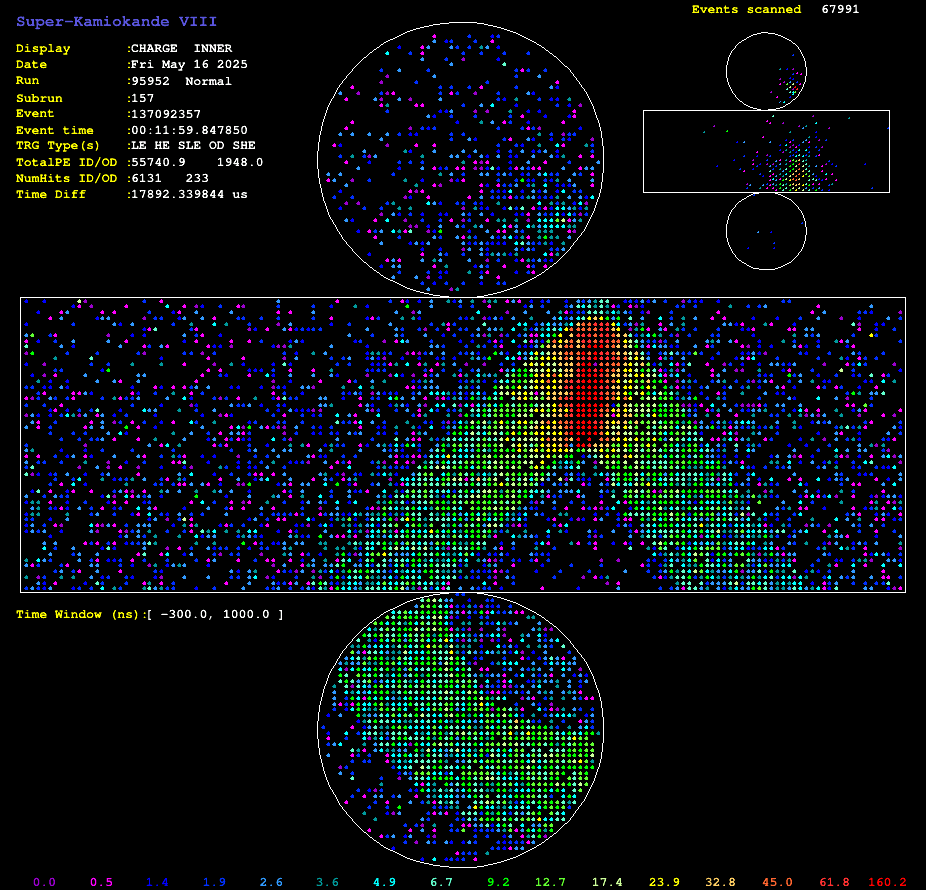 Super-Kamiokande VIII
Display :CHARGE INNER
Date :Fri May 16 2025
Run :95952 Normal
Subrun :157
Event :137092357
Event time :00:11:59.847850
TRG Type(s) :LE HE SLE OD SHE
TotalPE ID/OD :55740.9 1948.0
NumHits ID/OD :6131 233
Time Diff :17892.339844 us
Events scanned 67991
Time Window (ns):[ -300.0, 1000.0 ]
0.0 0.5 1.4 1.9 2.6 3.6 4.9 6.7 9.2 12.7 17.4 23.9 32.8 45.0 61.8 160.2